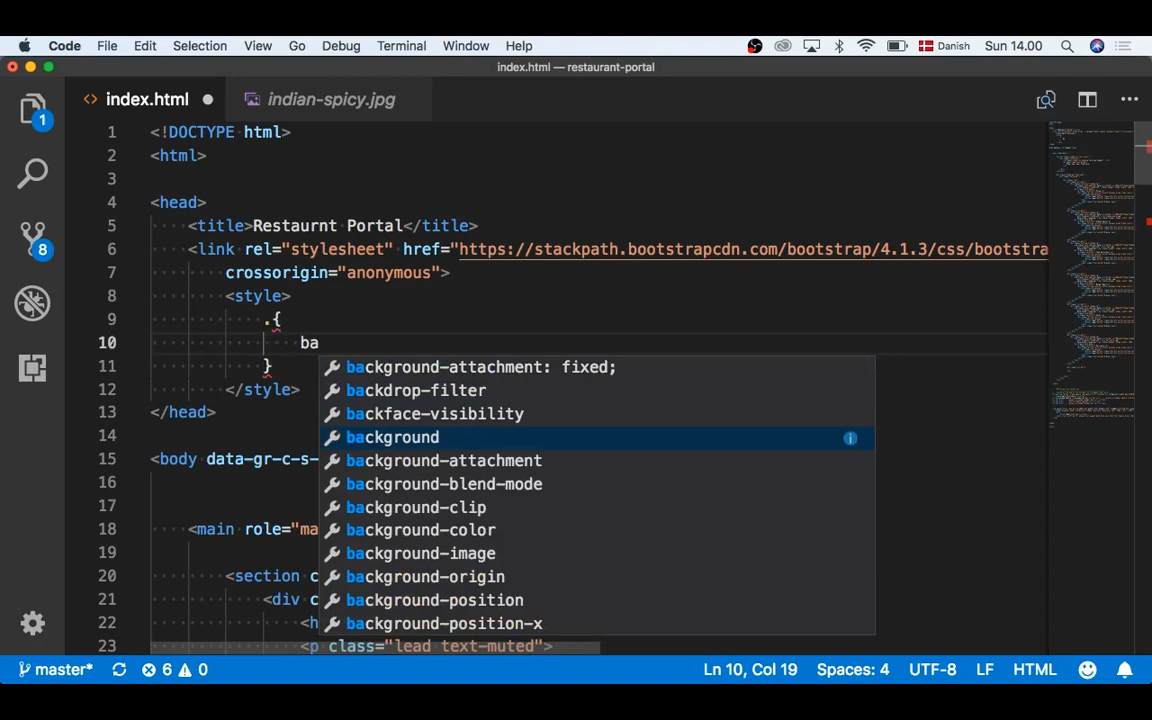 Code File Edit Selection View Go Debug Terminal Window Help Danish Sun 14.00
index.html — restaurant-portal
index.html indian-spicy.jpg
1 <!DOCTYPE html>
2 <html>
3
4 <head>
5 <title>Restaurnt Portal</title>
6 <link rel="stylesheet" href="https://stackpath.bootstrapcdn.com/bootstrap/4.1.3/css/bootstra
7 crossorigin="anonymous">
8 <style>
9 .{
10 ba
11 }
12 </style>
13 </head>
14
15 <body data-gr-c-s-
16
17
18 <main role="ma
19
20 <section c
21 <div c
22 <h
23 <p class="lead text-muted">
background-attachment: fixed;
backdrop-filter
backface-visibility
background
background-attachment
background-blend-mode
background-clip
background-color
background-image
background-origin
background-position
background-position-x
1
8
master* 6 0 Ln 10, Col 19 Spaces: 4 UTF-8 LF HTML